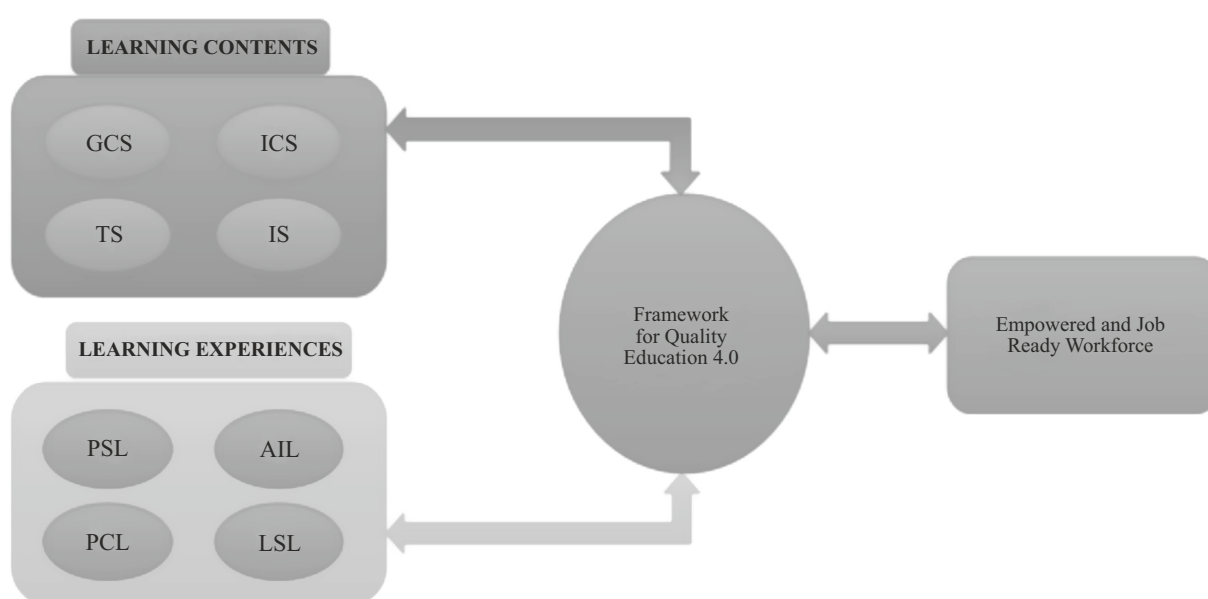 LEARNING CONTENTS
GCS
ICS
TS
IS
LEARNING EXPERIENCES
PSL
AIL
PCL
LSL
Framework
for Quality
Education 4.0
Empowered and Job
Ready Workforce